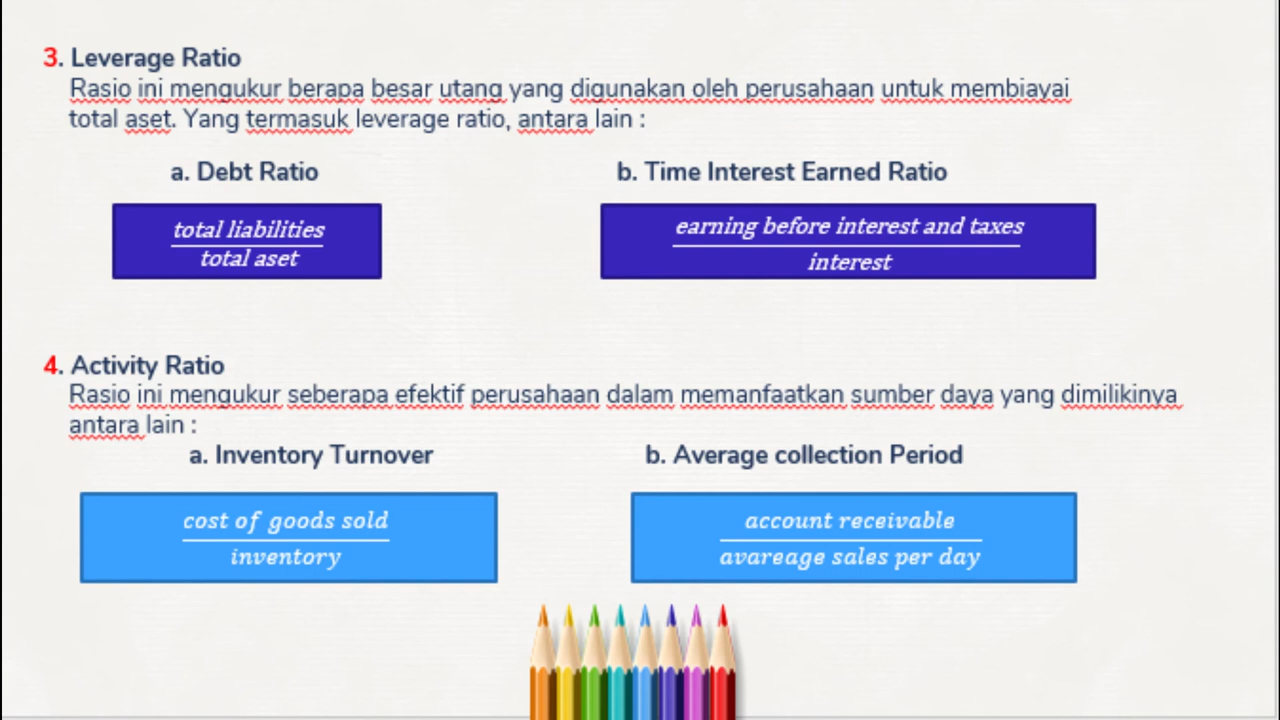 3. Leverage Ratio
Rasio ini mengukur berapa besar utang yang digunakan oleh perusahaan untuk membiayai
total aset. Yang termasuk leverage ratio, antara lain :
a. Debt Ratio
b. Time Interest Earned Ratio
total liabilities
total aset
earning before interest and taxes
interest
4. Activity Ratio
Rasio ini mengukur seberapa efektif perusahaan dalam memanfaatkan sumber daya yang dimilikinya
antara lain :
a. Inventory Turnover
b. Average collection Period
cost of goods sold
inventory
account receivable
avareage sales per day